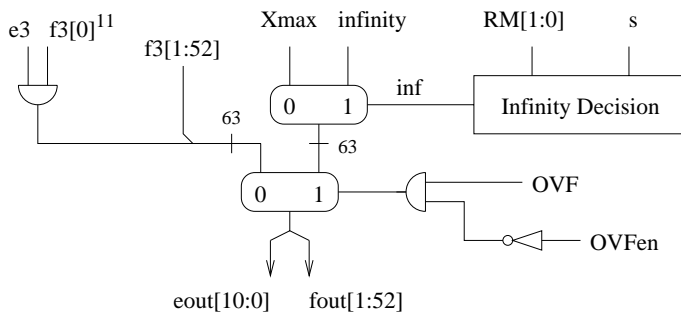 Xmax infinity RM[1:0] s
e3 f3[0]^11
f3[1:52]
inf
0 1 Infinity Decision
63
63
0 1
OVF
OVFen
eout[10:0] fout[1:52]